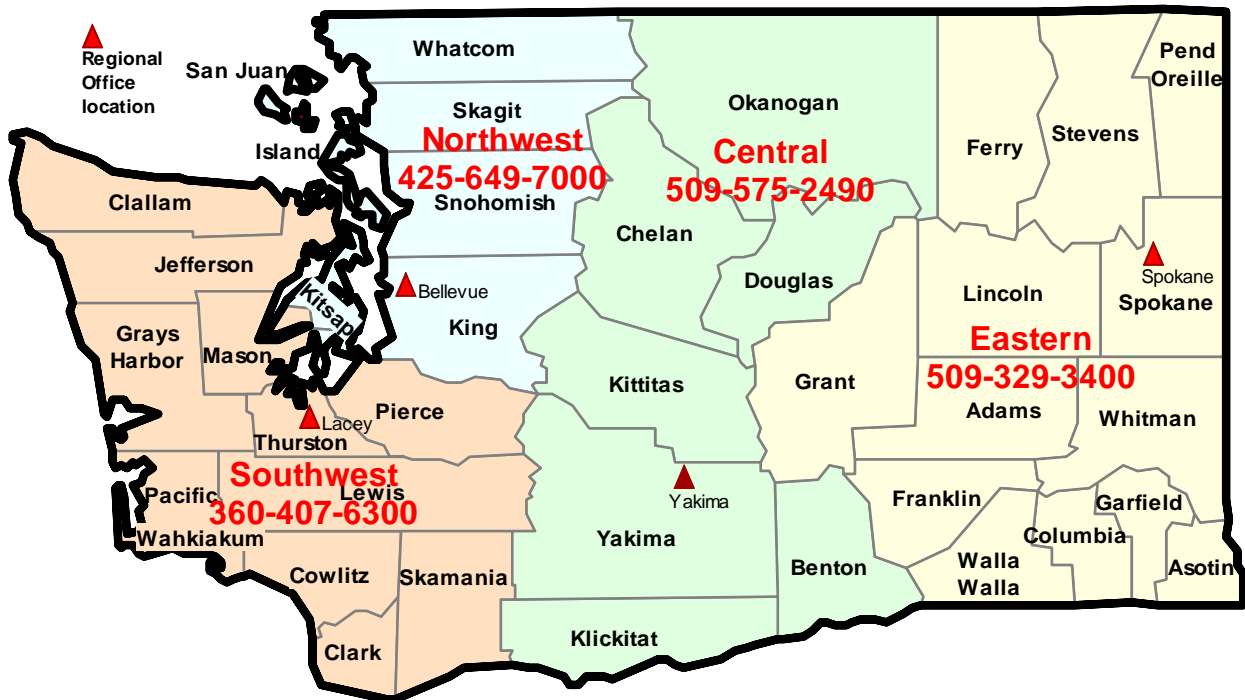 Regional
Office
location
San Juan
Island
Whatcom
Skagit
Northwest
425-649-7000
Snohomish
Okanogan
Central
509-575-2490
Chelan
Douglas
Ferry
Stevens
Pend
Oreille
Clallam
Jefferson
Kitsap
Bellevue
King
Grays
Harbor
Mason
Kittitas
Grant
Lincoln
Spokane
Spokane
Eastern
509-329-3400
Adams
Whitman
Pierce
Lacey
Thurston
Southwest
360-407-6300
Lewis
Pacific
Wahkiakum
Yakima
Yakima
Franklin
Garfield
Columbia
Asotin
Walla
Walla
Benton
Cowlitz
Skamania
Clark
Klickitat